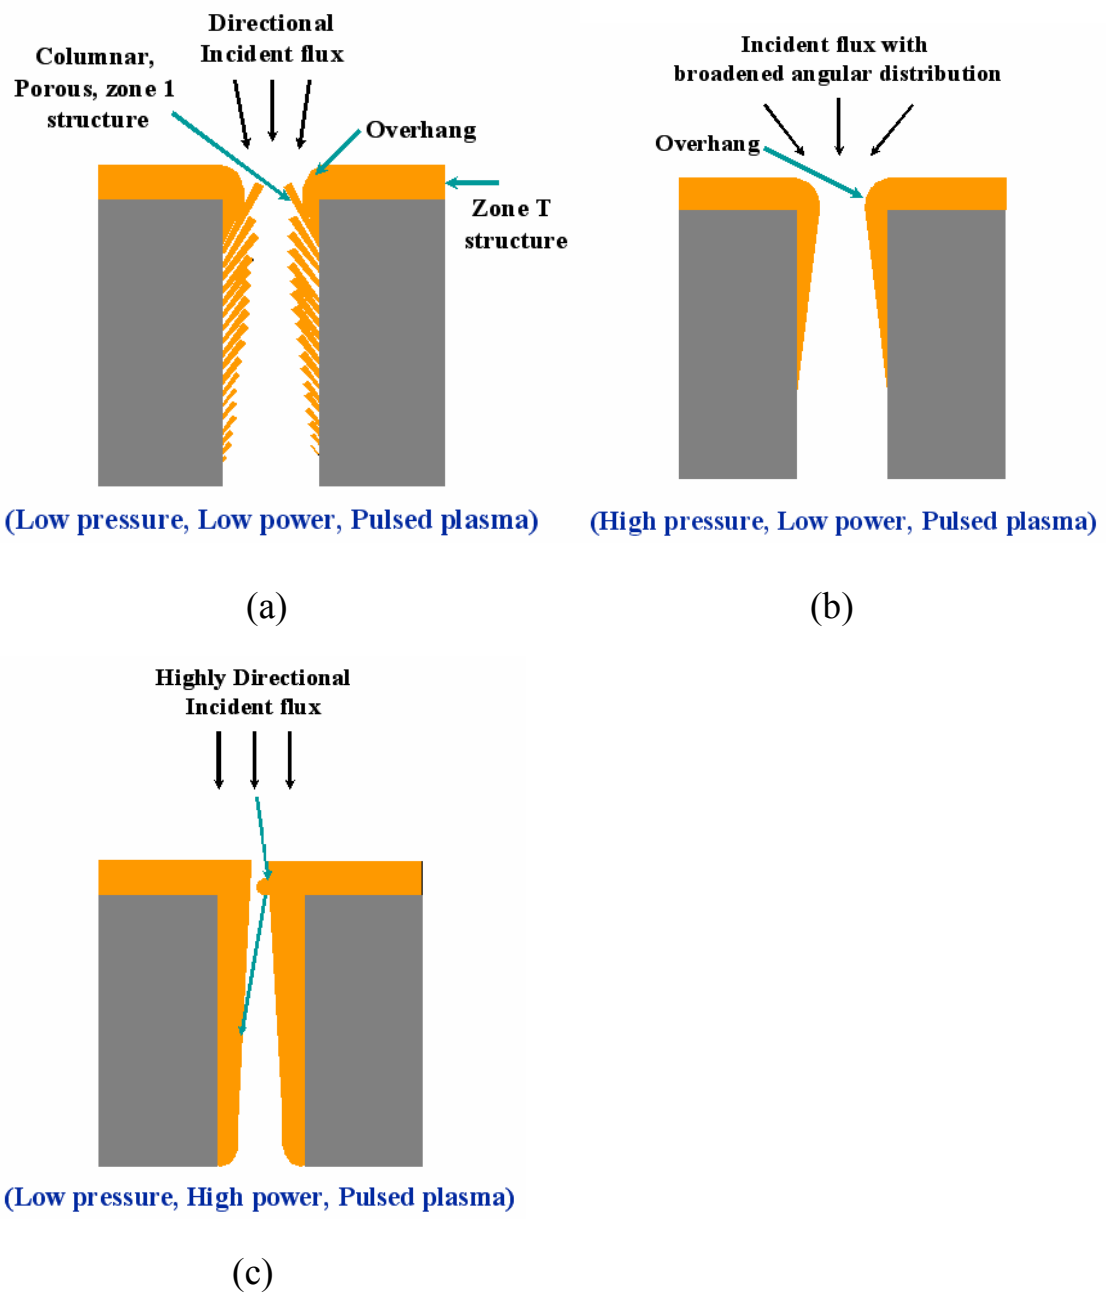 Directional
Incident flux
Columnar,
Porous, zone 1
structure
Overhang
Zone T
structure
(Low pressure, Low power, Pulsed plasma)
(a)
Incident flux with
broadened angular distribution
Overhang
(High pressure, Low power, Pulsed plasma)
(b)
Highly Directional
Incident flux
(Low pressure, High power, Pulsed plasma)
(c)